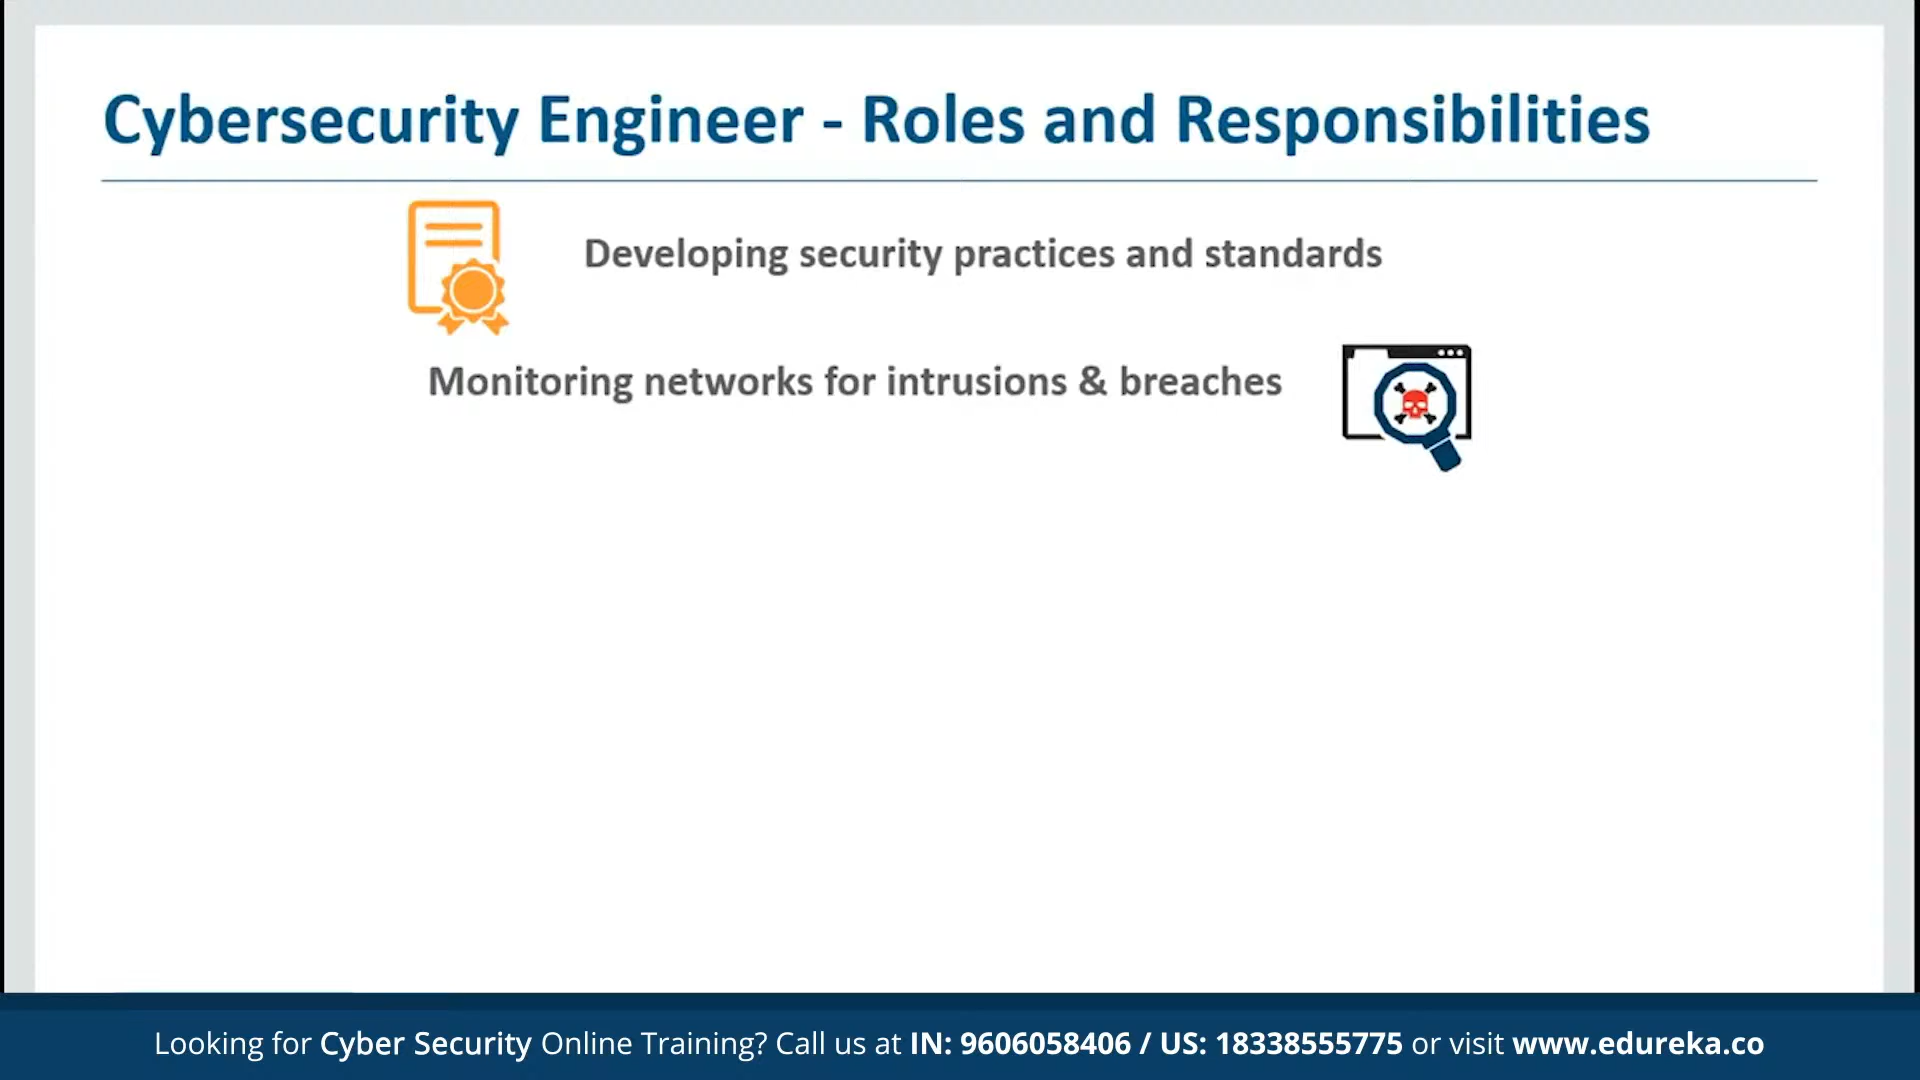 Cybersecurity Engineer - Roles and Responsibilities
Developing security practices and standards
Monitoring networks for intrusions & breaches
Looking for Cyber Security Online Training? Call us at IN: 9606058406 / US: 18338555775 or visit www.edureka.co